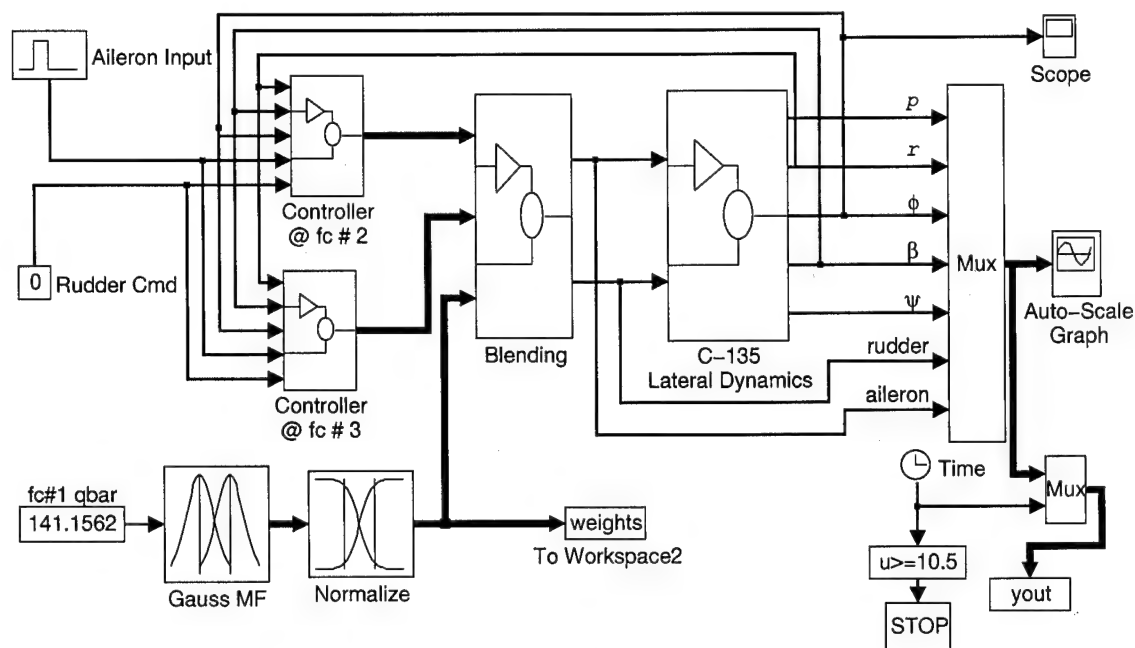 Aileron Input
Scope
Controller
@ fc # 2
p
r
ϕ
β
ψ
Mux
0
Rudder Cmd
Auto-Scale
Graph
Blending
C-135
Lateral Dynamics
rudder
aileron
Controller
@ fc # 3
Time
Mux
fc#1 qbar
141.1562
weights
To Workspace2
u>=10.5
yout
Gauss MF
Normalize
STOP